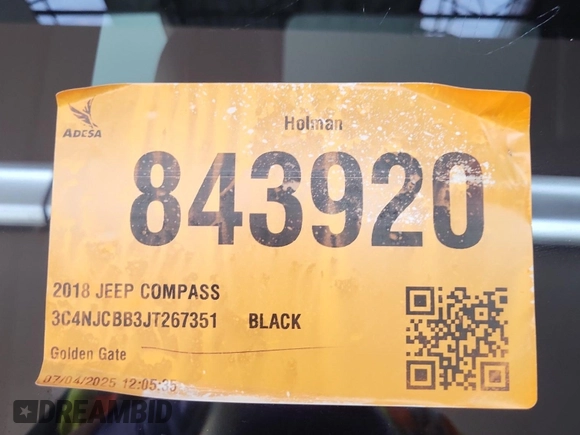 ADESA
Holman
843920
2018 JEEP COMPASS
3C4NJCBB3JT267351 BLACK
Golden Gate
07/04/2025 12:05:35
DREAMBID